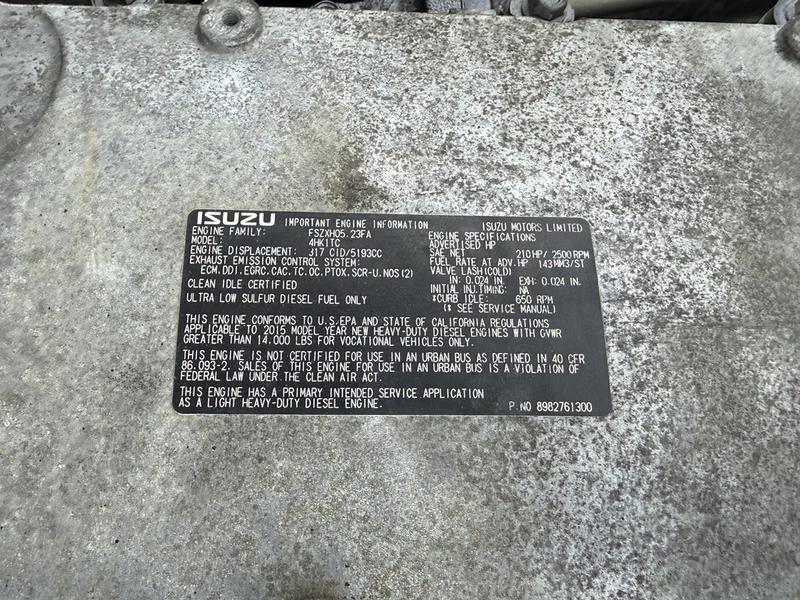 ISUZU IMPORTANT ENGINE INFORMATION ISUZU MOTORS LIMITED
ENGINE FAMILY: FSZXH05.23FA
MODEL: 4HK1TC
ENGINE DISPLACEMENT: 317 CID/5193CC
EXHAUST EMISSION CONTROL SYSTEM:
ECM.DDI.EGRC.CAC.TC.OC.PTOX.SCR-U.NOS(2)
CLEAN IDLE CERTIFIED
ULTRA LOW SULFUR DIESEL FUEL ONLY
ENGINE SPECIFICATIONS
ADVERTISED HP
SAE NET 210HP/ 2500RPM
FUEL RATE AT ADV.HP 143MM3/ST
VALVE LASH(COLD)
IN: 0.024 IN. EXH: 0.024 IN.
INITIAL INJ.TIMING: NA
*CURB IDLE: 650 RPM
(* SEE SERVICE MANUAL)
THIS ENGINE CONFORMS TO U.S.EPA AND STATE OF CALIFORNIA REGULATIONS
APPLICABLE TO 2015 MODEL YEAR NEW HEAVY-DUTY DIESEL ENGINES WITH GVWR
GREATER THAN 14.000 LBS FOR VOCATIONAL VEHICLES ONLY.
THIS ENGINE IS NOT CERTIFIED FOR USE IN AN URBAN BUS AS DEFINED IN 40 CFR
86.093-2. SALES OF THIS ENGINE FOR USE IN AN URBAN BUS IS A VIOLATION OF
FEDERAL LAW UNDER THE CLEAN AIR ACT.
THIS ENGINE HAS A PRIMARY INTENDED SERVICE APPLICATION
AS A LIGHT HEAVY-DUTY DIESEL ENGINE.
P.NO 8982761300